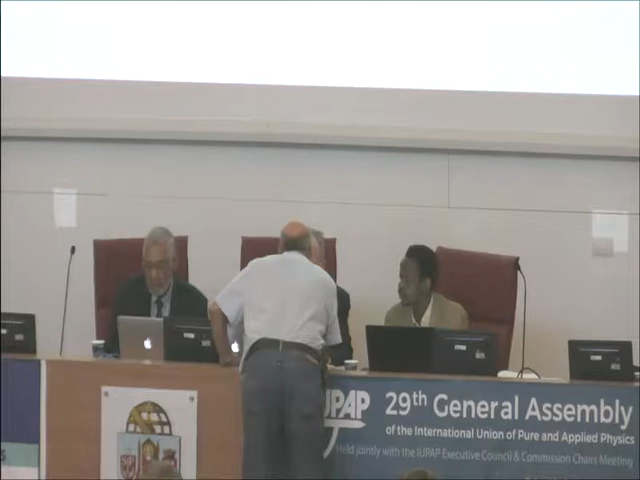 IUPAP
29th General Assembly
of the International Union of Pure and Applied Physics
Held jointly with the IUPAP Executive Council & Commission Chairs Meeting